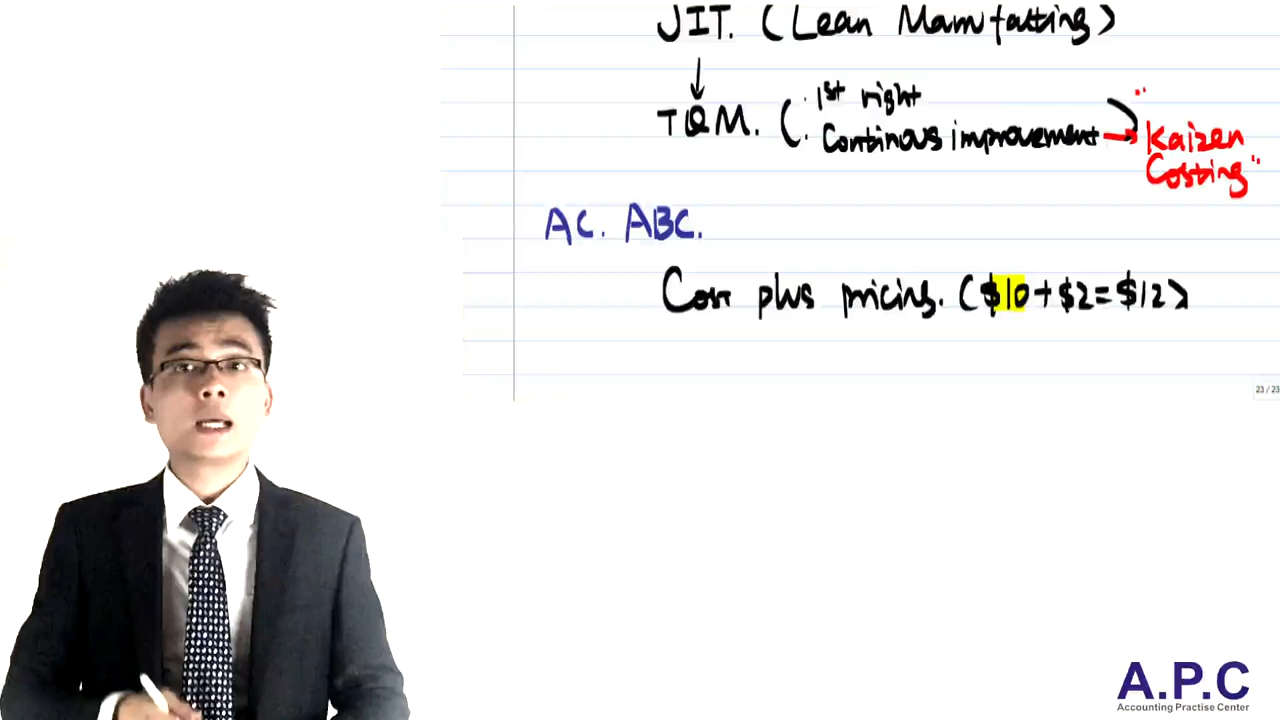 JIT. (Lean Manufatting)
↓
TQM. (. 1st right
. Continous improvement) → "Kaizen Costing"
AC. ABC.
Cost plus pricing. ($10+$2=$12)
23 / 23
A.P.C
Accounting Practise Center